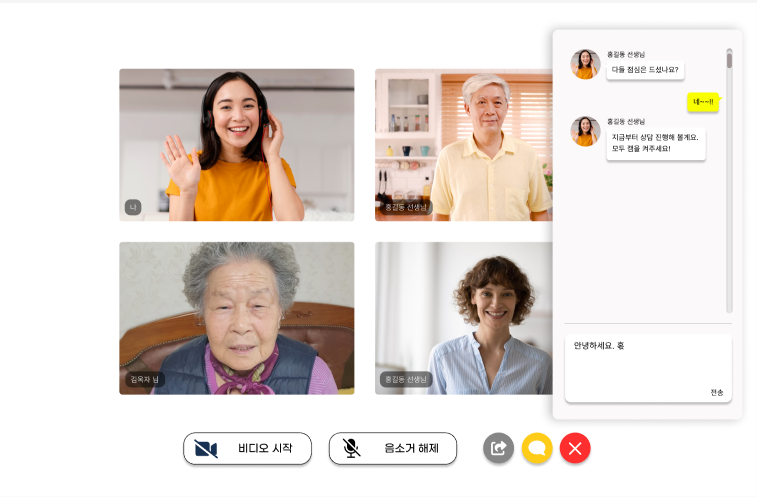 홍길동 선생님
다들 점심은 드셨나요?
네~~!!
홍길동 선생님
지금부터 상담 진행해 볼게요.
모두 캠을 켜주세요!
나
홍길동 선생님
김옥자 님
홍길동 선생님
안녕하세요. 홍
전송
비디오 시작
음소거 해제